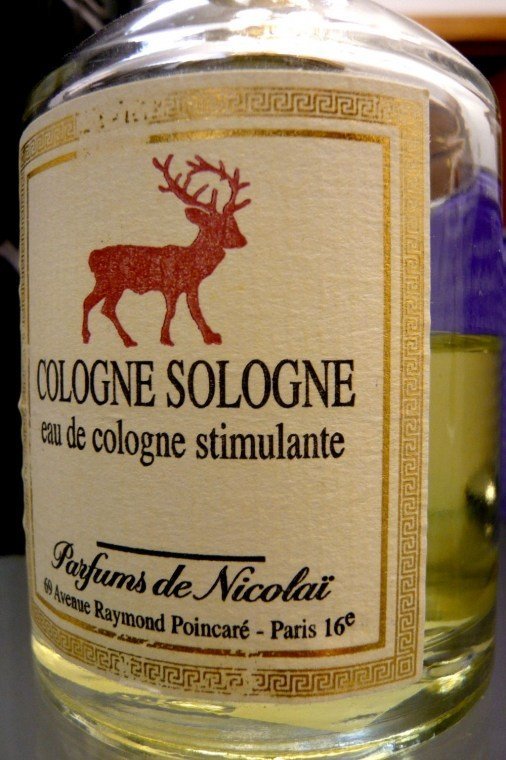 COLOGNE SOLOGNE
eau de cologne stimulante
Parfums de Nicolaï
69 Avenue Raymond Poincaré - Paris 16e